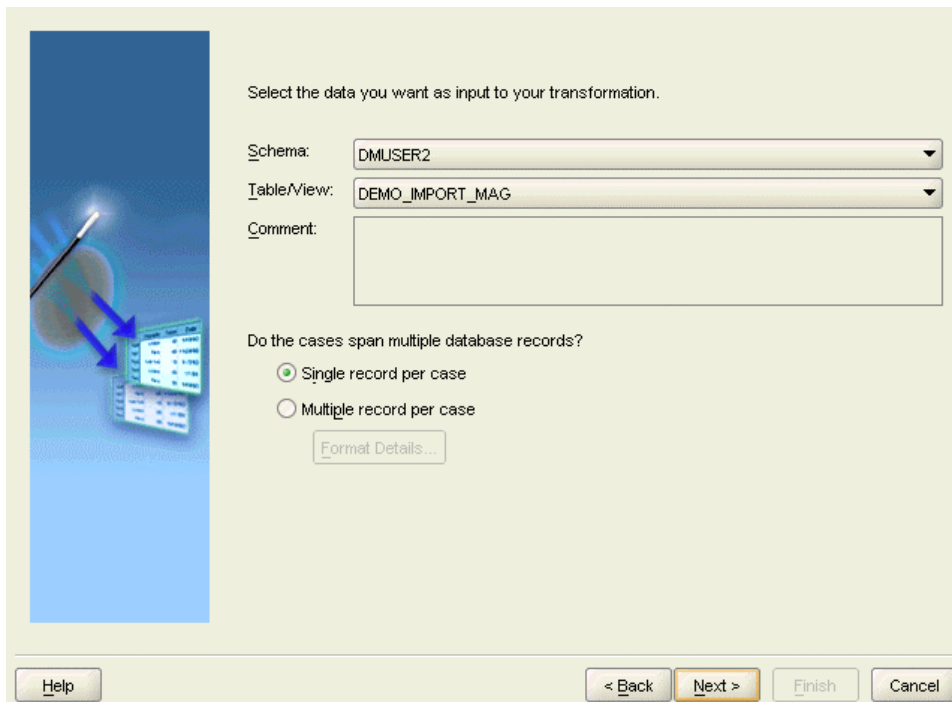 Select the data you want as input to your transformation.
Schema: DMUSER2
Table/View: DEMO_IMPORT_MAG
Comment:
Do the cases span multiple database records?
Single record per case
Multiple record per case
Format Details...
Help < Back Next > Finish Cancel